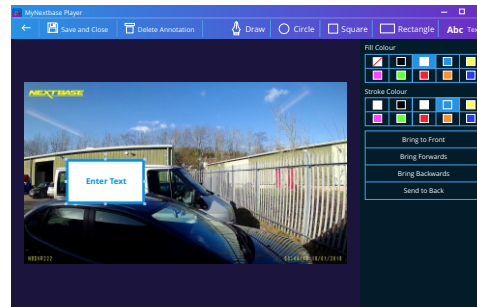 MyNextbase Player
Save and Close
Delete Annotation
Draw
Circle
Square
Rectangle
Abc
Fill Colour
NEXTBASE
Stroke Colour
Bring to Front
Bring Forwards
Bring Backwards
Send to Back
Enter Text